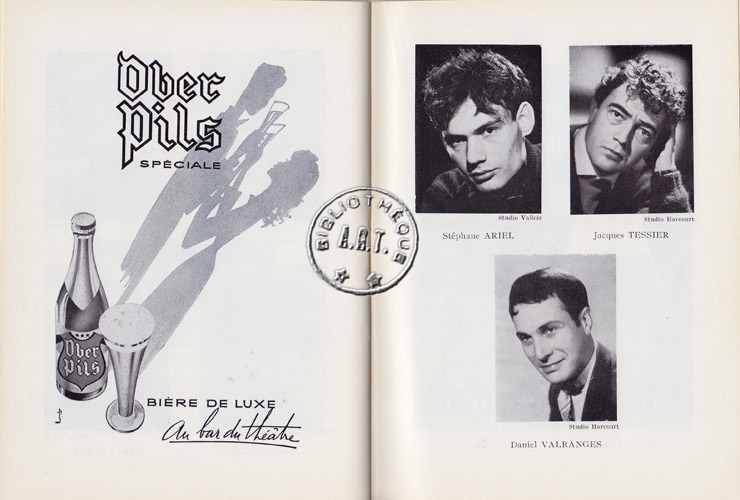 Ober
Pils
SPÉCIALE
Ober
Pils
BIÈRE DE LUXE
Au bar du théâtre
BIBLIOTHÈQUE
A.R.T.
Studio Vallois
Stéphane ARIEL
Studio Harcourt
Jacques TESSIER
Studio Harcourt
Daniel VALRANGES